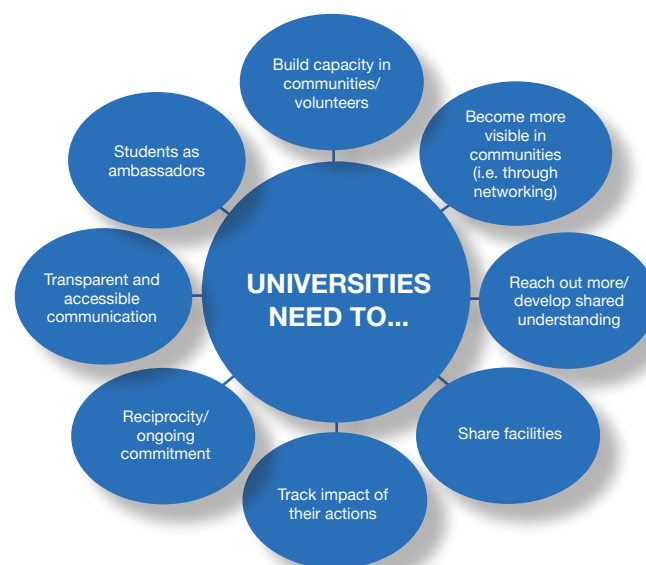 Build capacity in
communities/
volunteers
Become more
visible in
communities
(i.e. through
networking)
Reach out more/
develop shared
understanding
Share facilities
Track impact of
their actions
Reciprocity/
ongoing
commitment
Transparent and
accessible
communication
Students as
ambassadors
UNIVERSITIES
NEED TO...